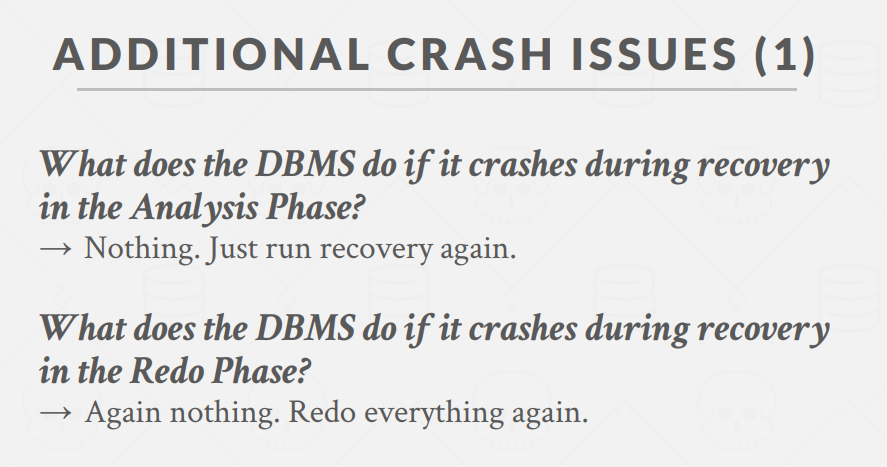 ADDITIONAL CRASH ISSUES (1)
What does the DBMS do if it crashes during recovery
in the Analysis Phase?
→ Nothing. Just run recovery again.
What does the DBMS do if it crashes during recovery
in the Redo Phase?
→ Again nothing. Redo everything again.